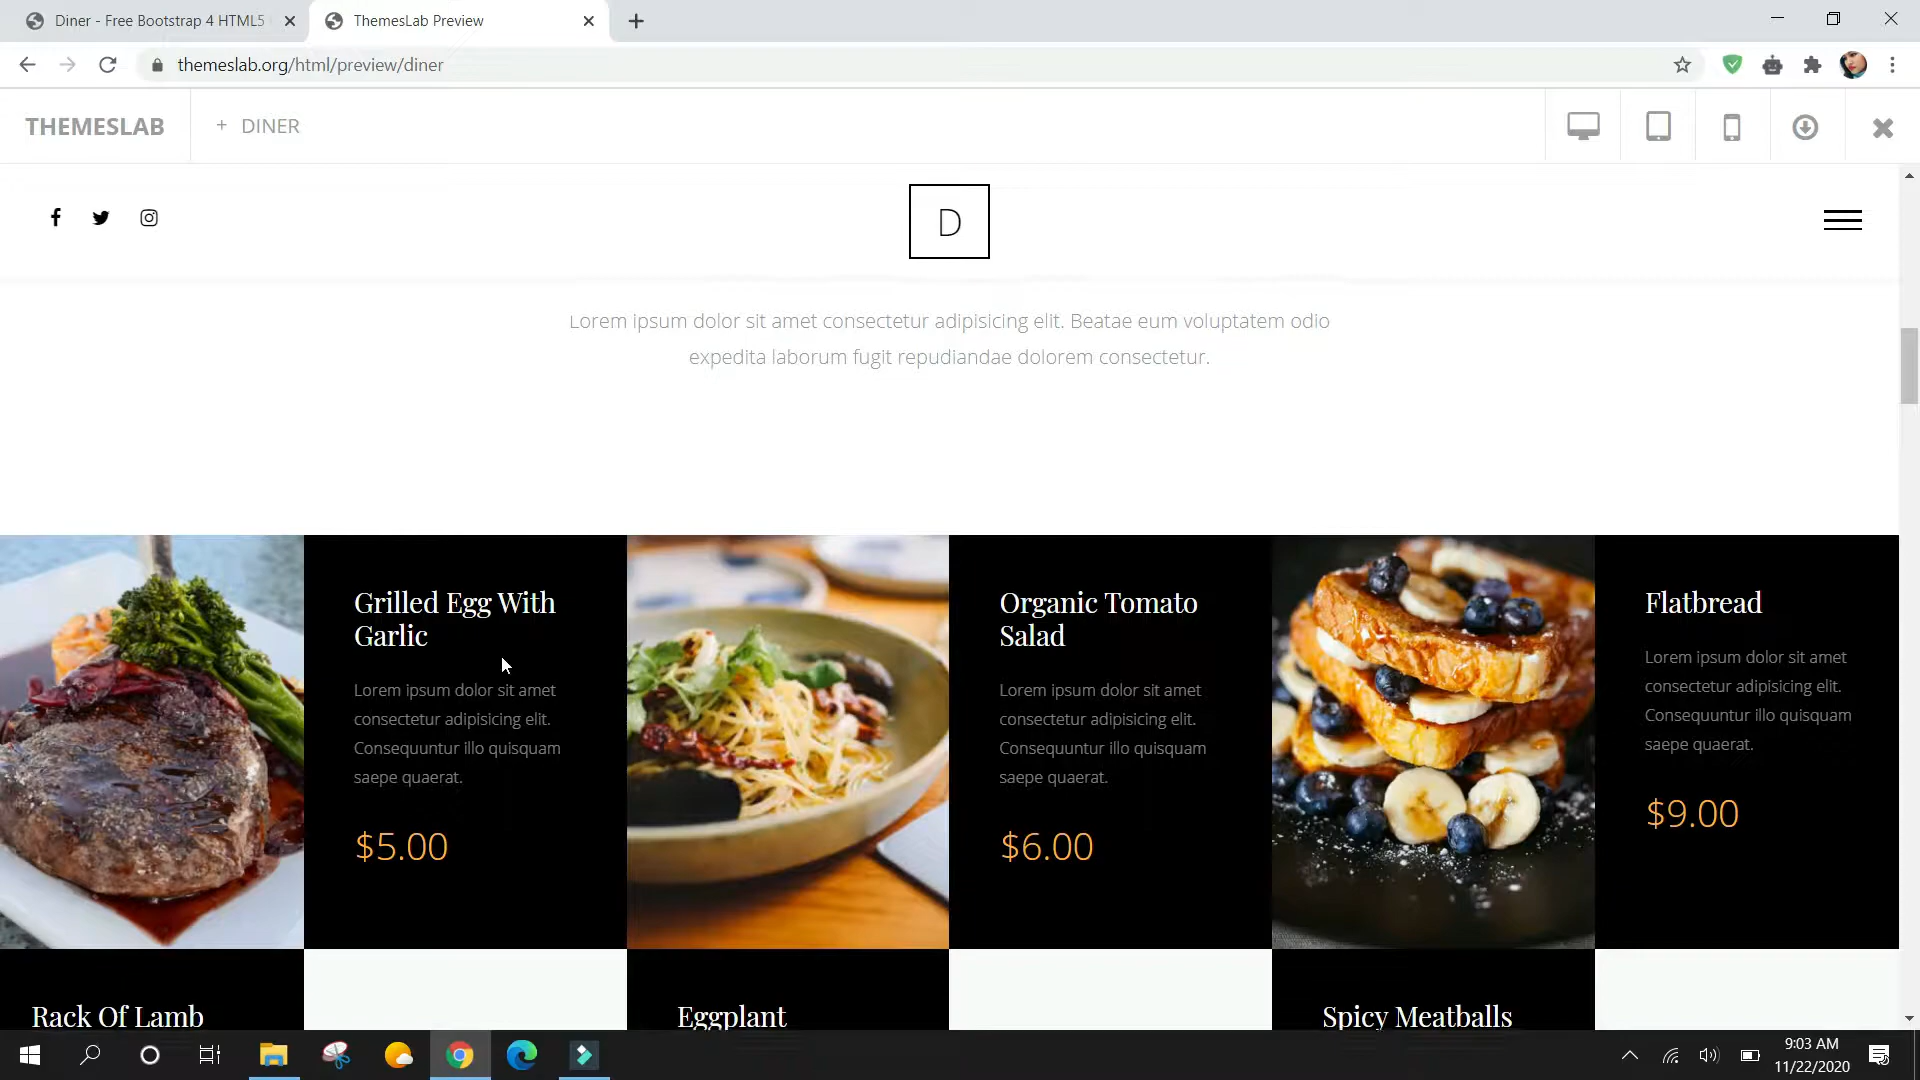 Diner - Free Bootstrap 4 HTML5
ThemesLab Preview
themeslab.org/html/preview/diner
THEMESLAB
+ DINER
D
Lorem ipsum dolor sit amet consectetur adipisicing elit. Beatae eum voluptatem odio
expedita laborum fugit repudiandae dolorem consectetur.
Grilled Egg With
Garlic
Lorem ipsum dolor sit amet
consectetur adipisicing elit.
Consequuntur illo quisquam
saepe quaerat.
$5.00
Organic Tomato
Salad
Lorem ipsum dolor sit amet
consectetur adipisicing elit.
Consequuntur illo quisquam
saepe quaerat.
$6.00
Flatbread
Lorem ipsum dolor sit amet
consectetur adipisicing elit.
Consequuntur illo quisquam
saepe quaerat.
$9.00
Rack Of Lamb
Eggplant
Spicy Meatballs
9:03 AM
11/22/2020